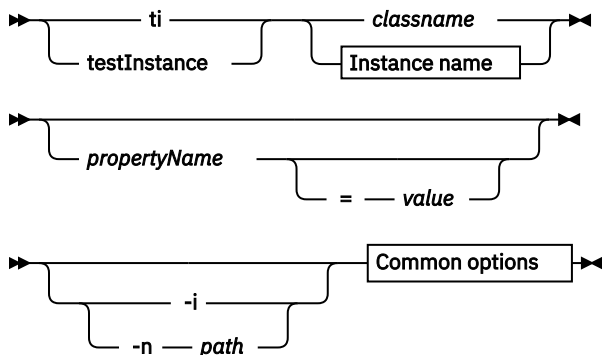 ti classname
testInstance Instance name
propertyName
= value
Common options
-i
-n path